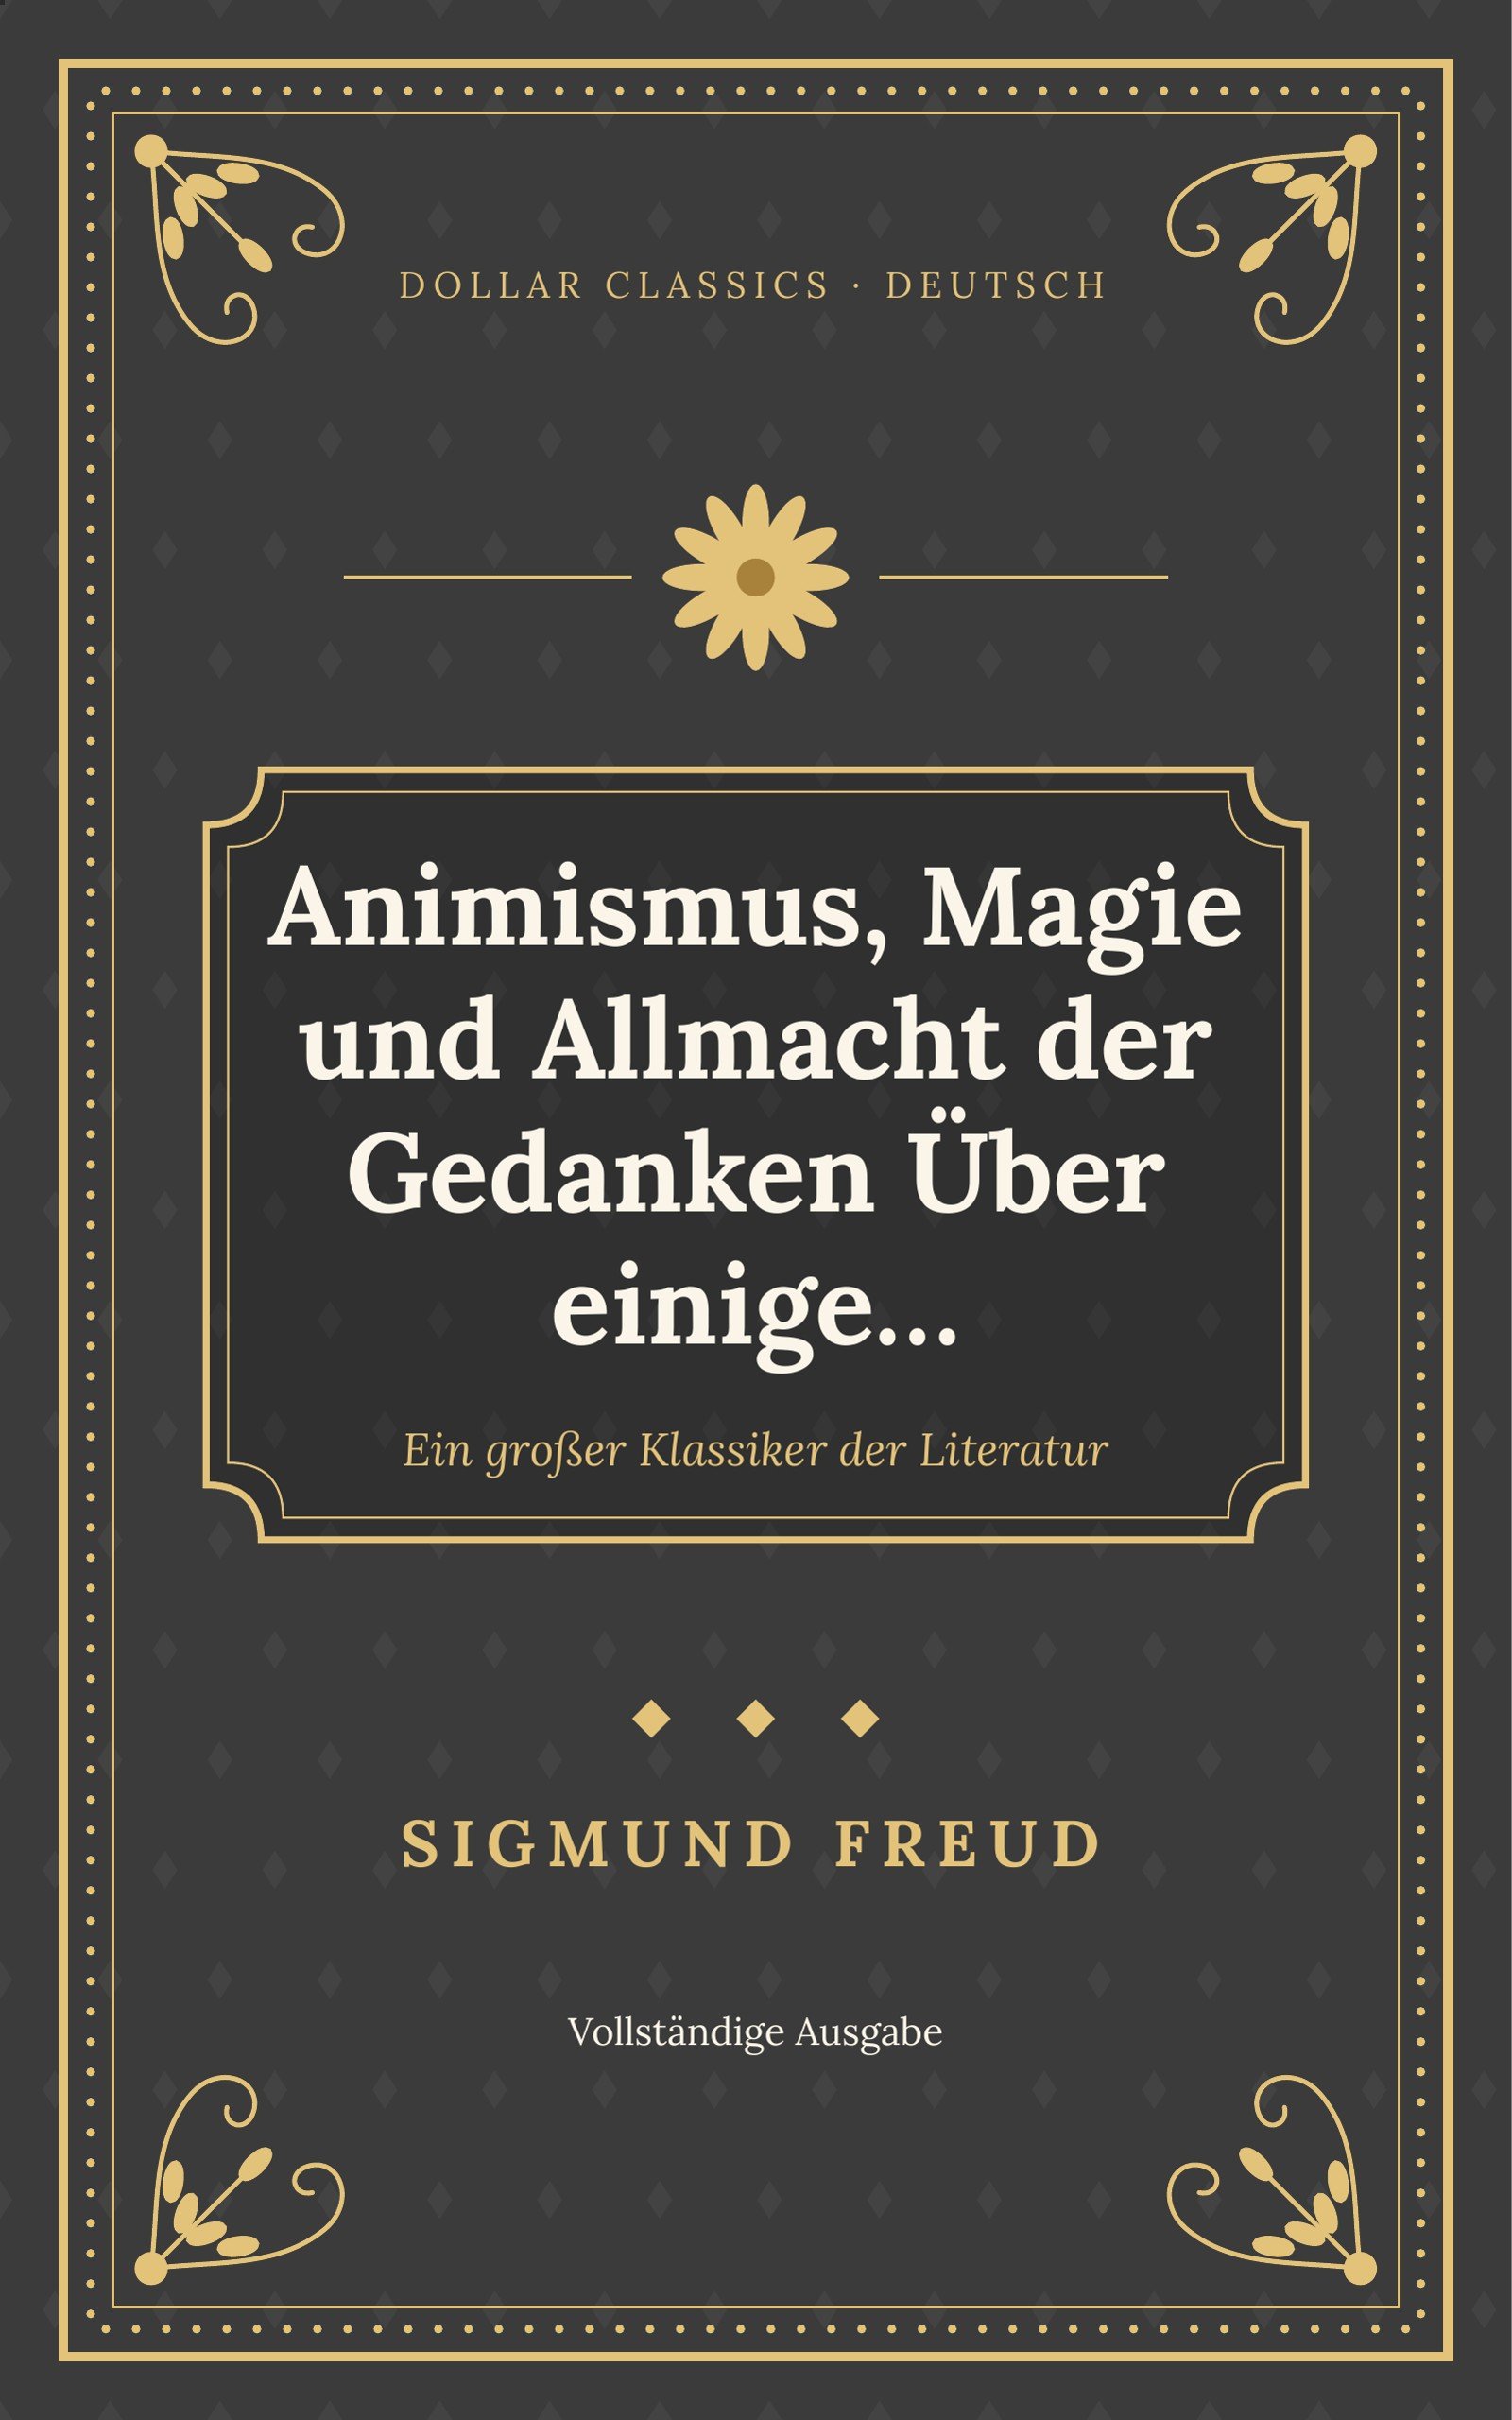 DOLLAR CLASSICS · DEUTSCH
Animismus, Magie
und Allmacht der
Gedanken Über
einige...
Ein großer Klassiker der Literatur
SIGMUND FREUD
Vollständige Ausgabe